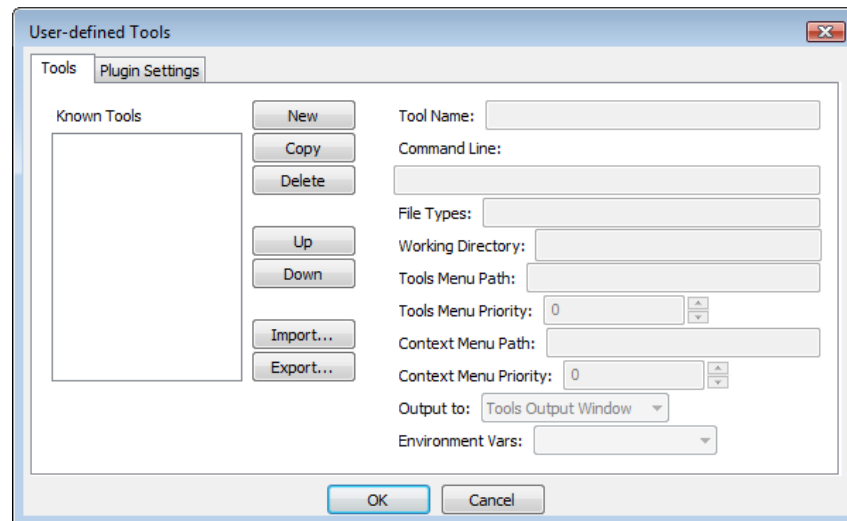 User-defined Tools
Tools
Plugin Settings
Known Tools
New
Copy
Delete
Up
Down
Import...
Export...
Tool Name:
Command Line:
File Types:
Working Directory:
Tools Menu Path:
Tools Menu Priority: 0
Context Menu Path:
Context Menu Priority: 0
Output to: Tools Output Window
Environment Vars:
OK
Cancel